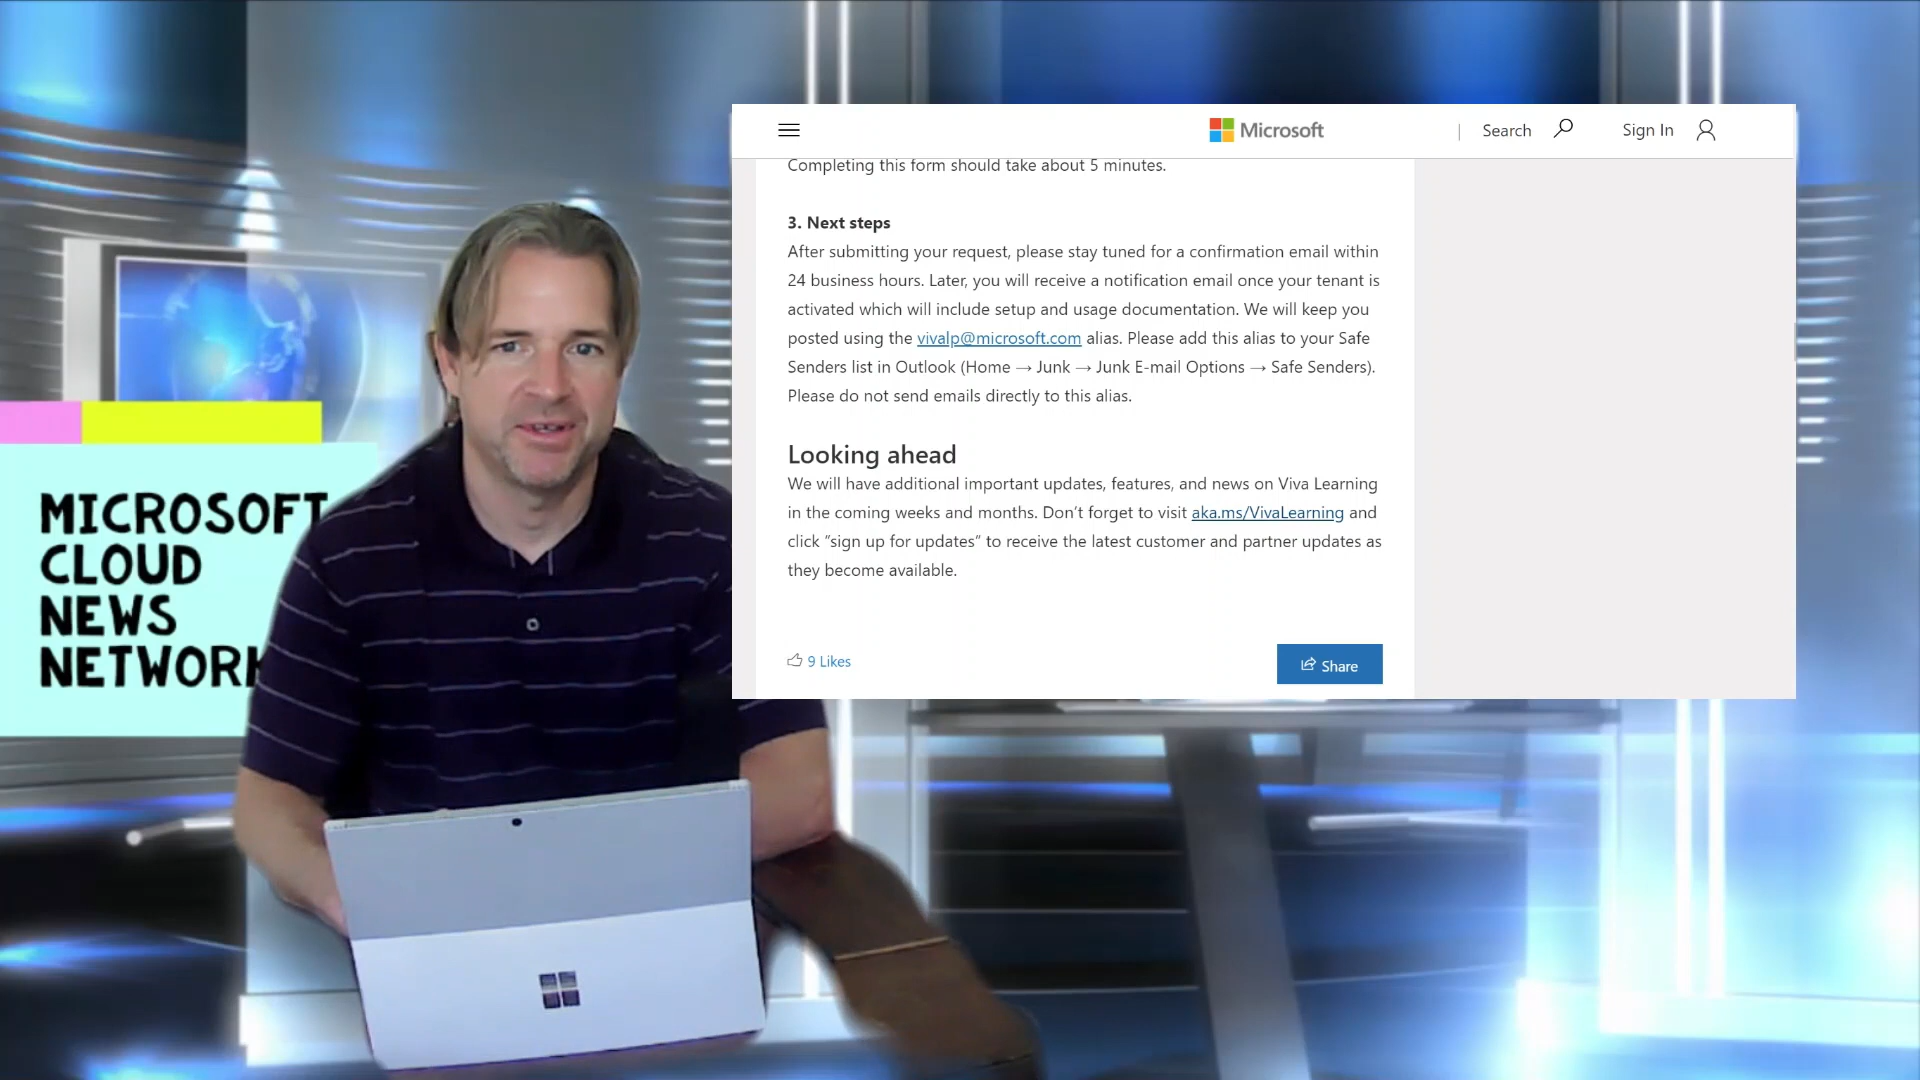 MICROSOFT
CLOUD
NEWS
NETWORK
Microsoft
| Search
Sign In
Completing this form should take about 5 minutes.
3. Next steps
After submitting your request, please stay tuned for a confirmation email within
24 business hours. Later, you will receive a notification email once your tenant is
activated which will include setup and usage documentation. We will keep you
posted using the vivalp@microsoft.com alias. Please add this alias to your Safe
Senders list in Outlook (Home → Junk → Junk E-mail Options → Safe Senders).
Please do not send emails directly to this alias.
Looking ahead
We will have additional important updates, features, and news on Viva Learning
in the coming weeks and months. Don't forget to visit aka.ms/VivaLearning and
click "sign up for updates" to receive the latest customer and partner updates as
they become available.
9 Likes
Share